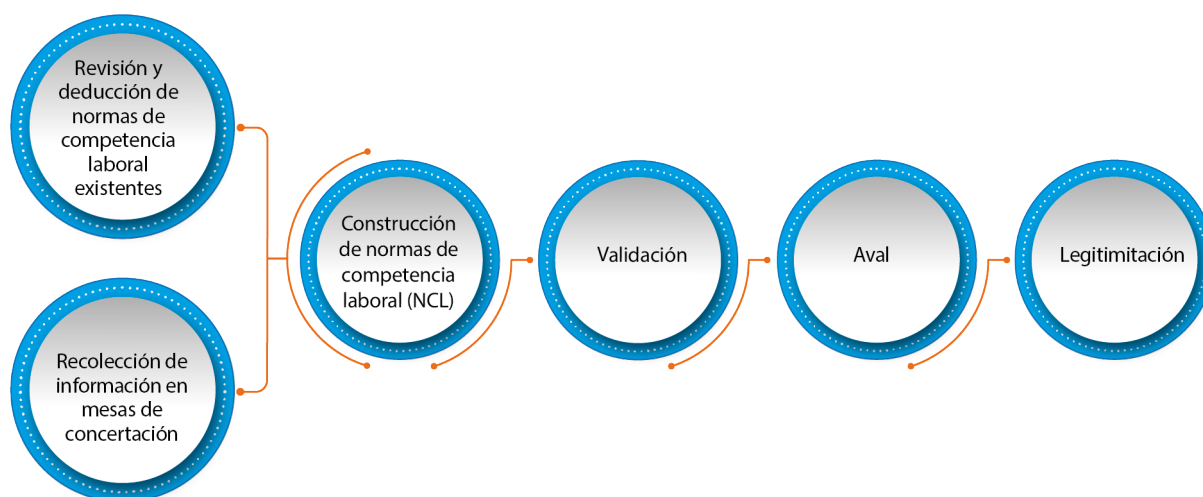 Revisión y
deducción de
normas de
competencia
laboral
existentes
Recolección de
información en
mesas de
concertación
Construcción
de normas de
competencia
laboral (NCL)
Validación
Aval
Legitimitación